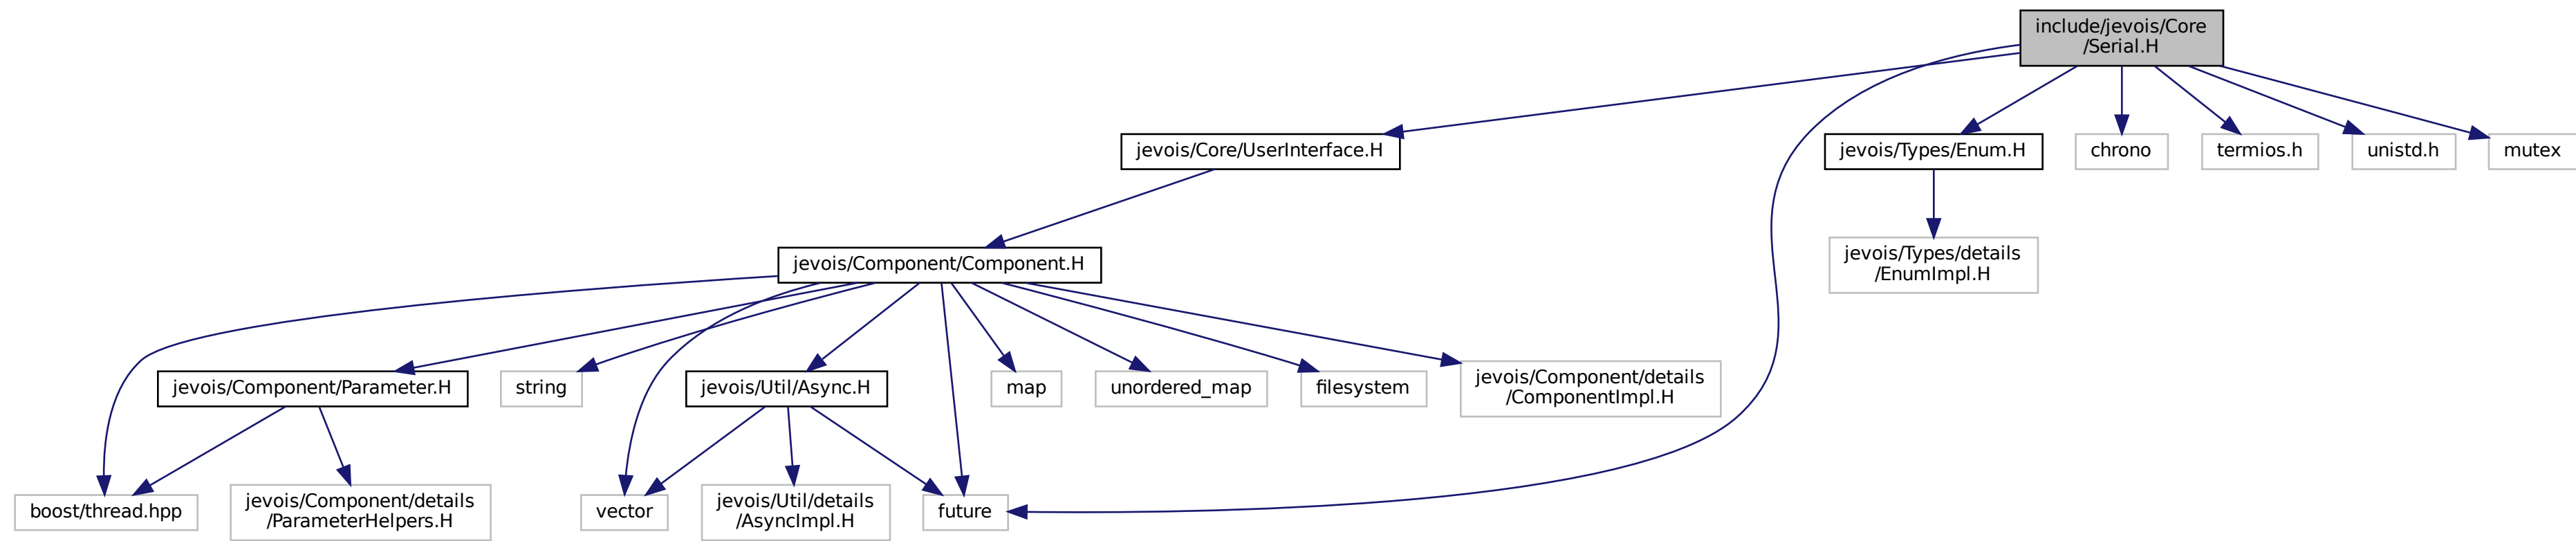 include/jevois/Core
/Serial.H
jevois/Core/UserInterface.H
jevois/Types/Enum.H
chrono
termios.h
unistd.h
mutex
jevois/Component/Component.H
jevois/Types/details
/EnumImpl.H
jevois/Component/Parameter.H
string
jevois/Util/Async.H
map
unordered_map
filesystem
jevois/Component/details
/ComponentImpl.H
boost/thread.hpp
jevois/Component/details
/ParameterHelpers.H
vector
jevois/Util/details
/AsyncImpl.H
future